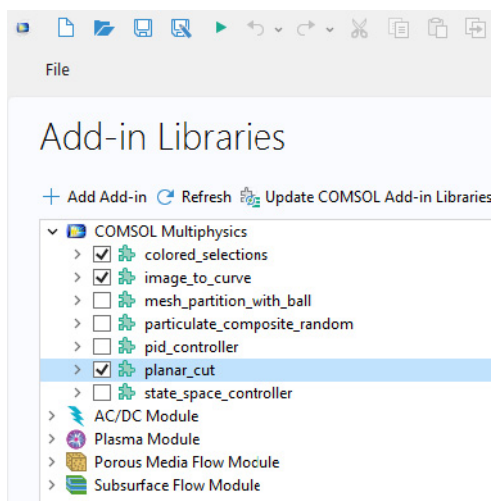 File
Add-in Libraries
Add Add-in Refresh Update COMSOL Add-in Libraries
COMSOL Multiphysics
colored_selections
image_to_curve
mesh_partition_with_ball
particulate_composite_random
pid_controller
planar_cut
state_space_controller
AC/DC Module
Plasma Module
Porous Media Flow Module
Subsurface Flow Module